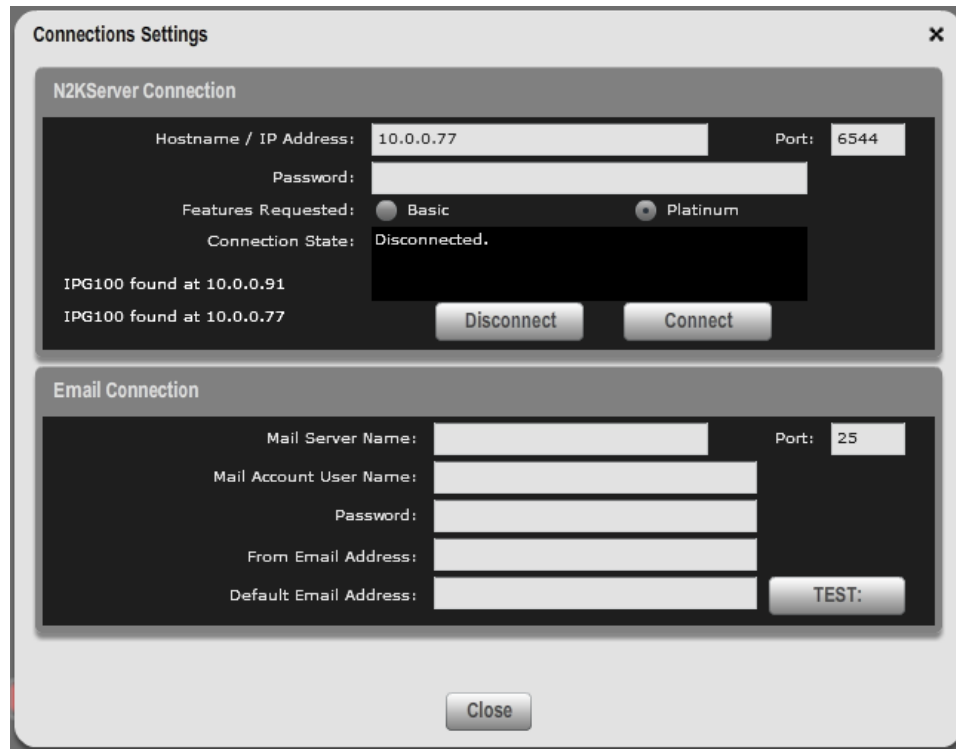 Connections Settings
N2KServer Connection
Hostname / IP Address: 10.0.0.77 Port: 6544
Password:
Features Requested: Basic Platinum
Connection State: Disconnected.
IPG100 found at 10.0.0.91
IPG100 found at 10.0.0.77 Disconnect Connect
Email Connection
Mail Server Name: Port: 25
Mail Account User Name:
Password:
From Email Address:
Default Email Address: TEST:
Close